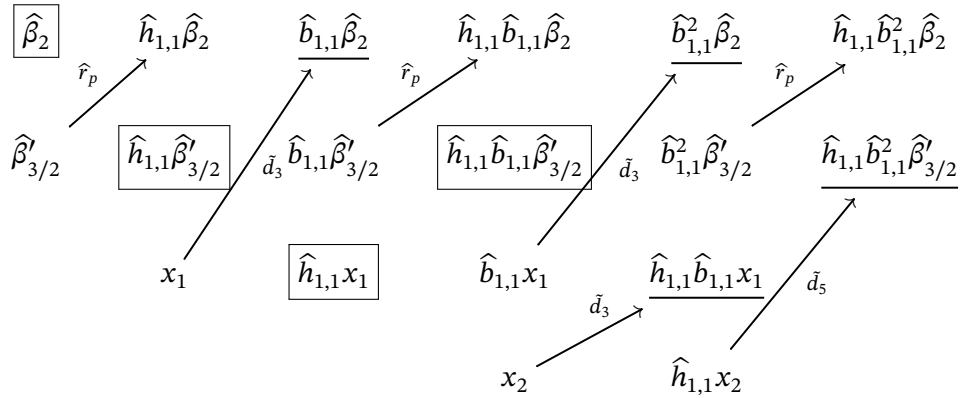 β̂₂ ĥ₁,₁β̂₂ b̂₁,₁β̂₂ ĥ₁,₁b̂₁,₁β̂₂ b̂²₁,₁β̂₂ ĥ₁,₁b̂²₁,₁β̂₂
r̂ₚ r̂ₚ r̂ₚ
β̂′₃/₂ ĥ₁,₁β̂′₃/₂ d̃₃ b̂₁,₁β̂′₃/₂ ĥ₁,₁b̂₁,₁β̂′₃/₂ d̃₃ b̂²₁,₁β̂′₃/₂ ĥ₁,₁b̂²₁,₁β̂′₃/₂
x₁ ĥ₁,₁x₁ b̂₁,₁x₁ ĥ₁,₁b̂₁,₁x₁ d̃₅
d̃₃
x₂ ĥ₁,₁x₂